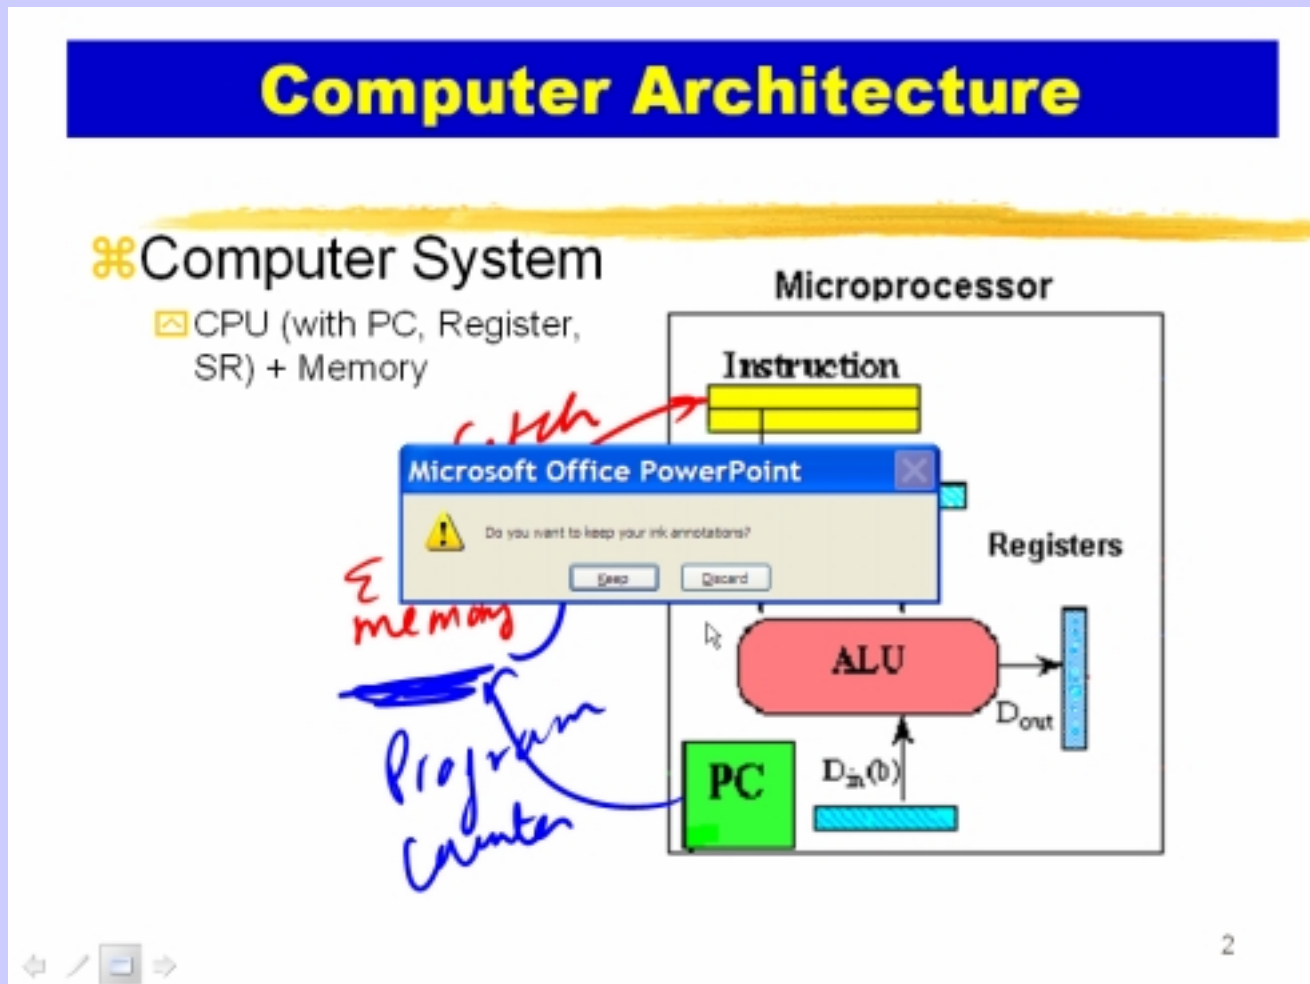 Computer Architecture
Computer System
CPU (with PC, Register,
SR) + Memory
Microprocessor
Instruction
fetch
Microsoft Office PowerPoint
Do you want to keep your ink annotations?
Keep
Discard
Registers
memory
ALU
Dout
Program
Counter
PC
Din(b)
2